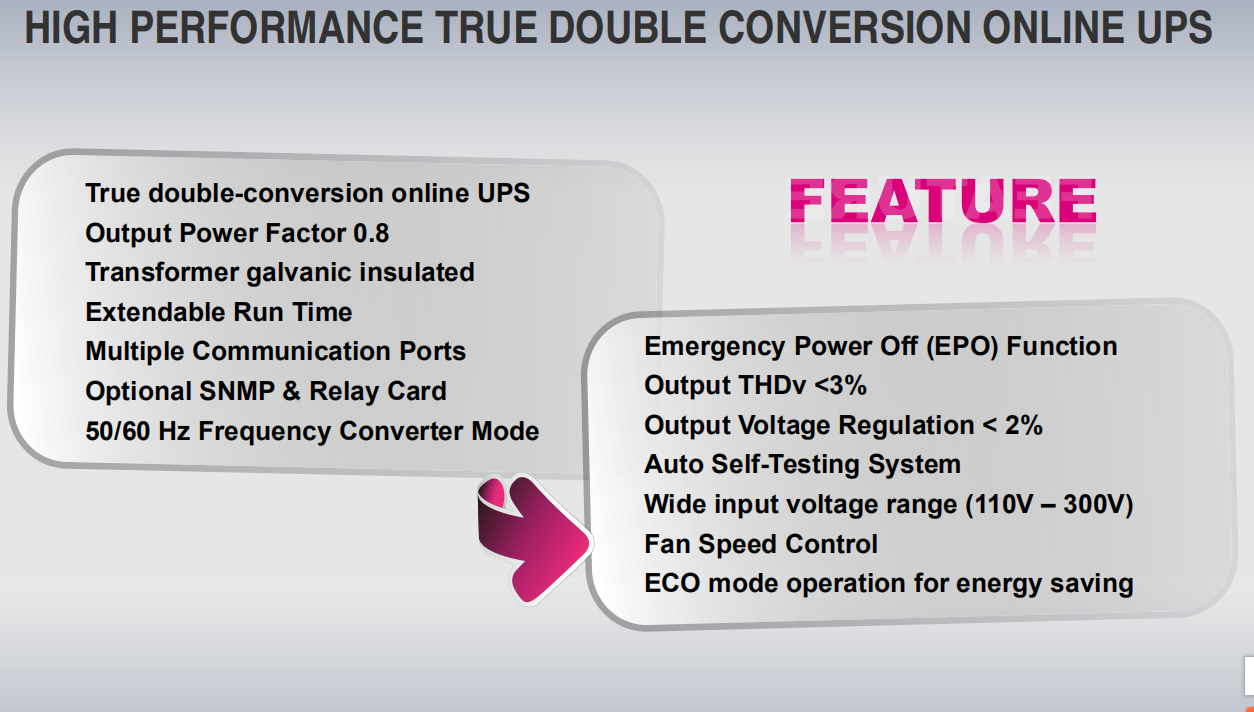 HIGH PERFORMANCE TRUE DOUBLE CONVERSION ONLINE UPS
FEATURE
True double-conversion online UPS
Output Power Factor 0.8
Transformer galvanic insulated
Extendable Run Time
Multiple Communication Ports
Optional SNMP & Relay Card
50/60 Hz Frequency Converter Mode
Emergency Power Off (EPO) Function
Output THDv <3%
Output Voltage Regulation < 2%
Auto Self-Testing System
Wide input voltage range (110V – 300V)
Fan Speed Control
ECO mode operation for energy saving